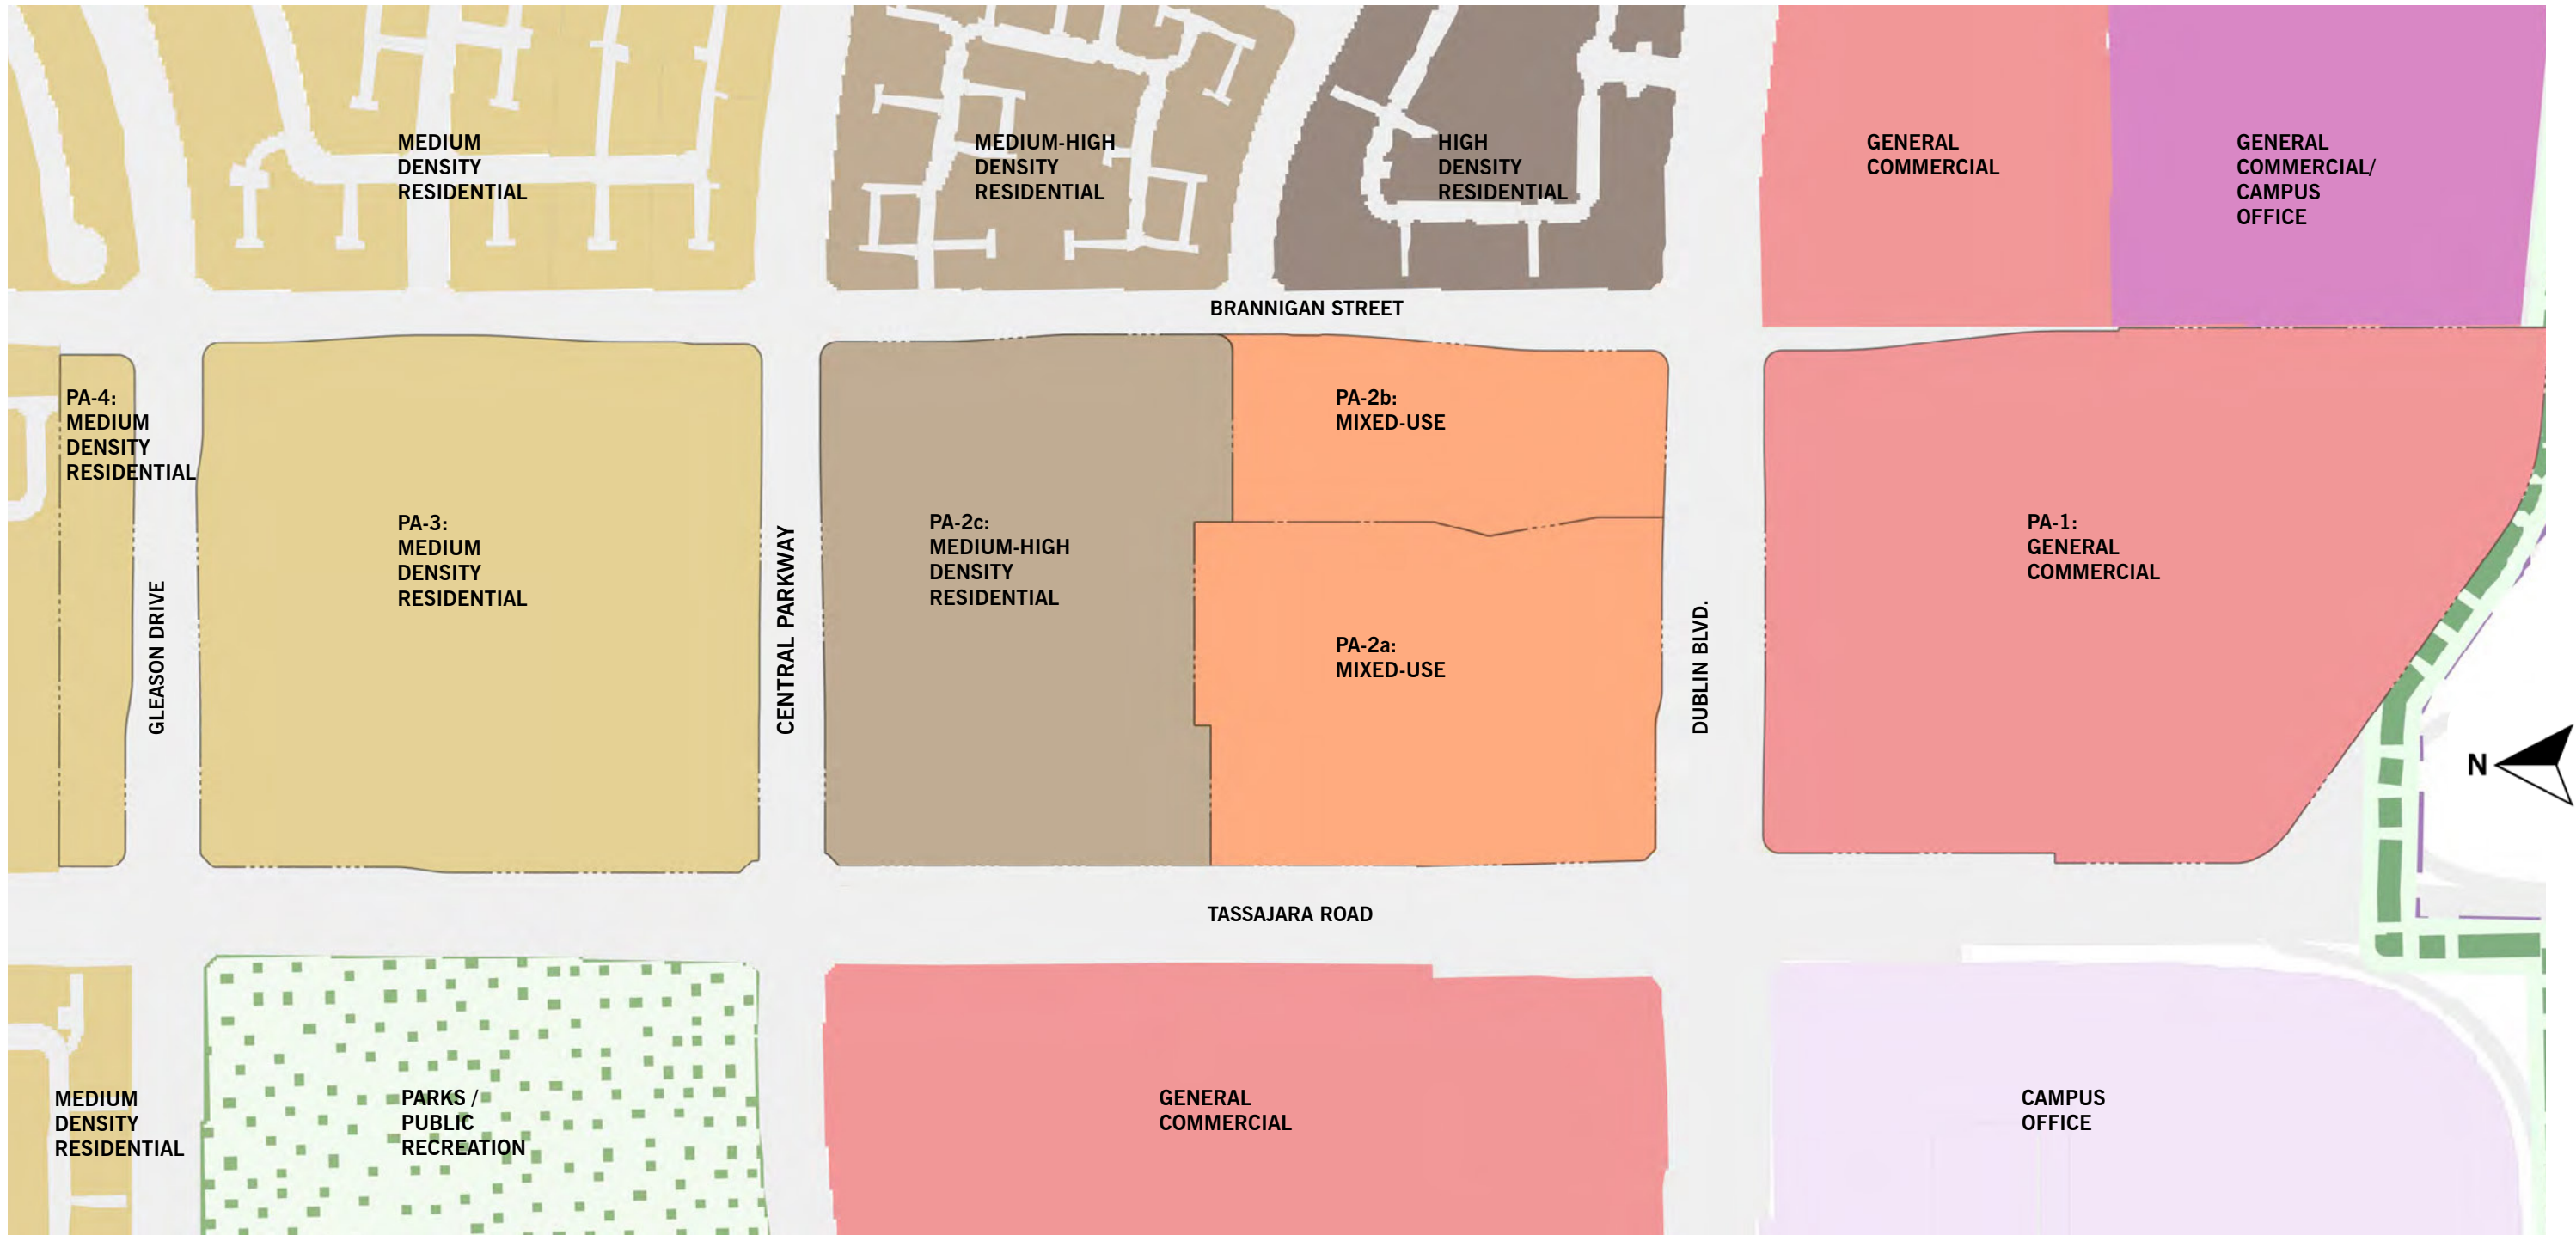 MEDIUM
DENSITY
RESIDENTIAL
MEDIUM-HIGH
DENSITY
RESIDENTIAL
HIGH
DENSITY
RESIDENTIAL
GENERAL
COMMERCIAL
GENERAL
COMMERCIAL/
CAMPUS
OFFICE
BRANNIGAN STREET
PA-4:
MEDIUM
DENSITY
RESIDENTIAL
GLEASON DRIVE
PA-3:
MEDIUM
DENSITY
RESIDENTIAL
CENTRAL PARKWAY
PA-2c:
MEDIUM-HIGH
DENSITY
RESIDENTIAL
PA-2b:
MIXED-USE
PA-2a:
MIXED-USE
DUBLIN BLVD.
PA-1:
GENERAL
COMMERCIAL
N
TASSAJARA ROAD
MEDIUM
DENSITY
RESIDENTIAL
PARKS /
PUBLIC
RECREATION
GENERAL
COMMERCIAL
CAMPUS
OFFICE